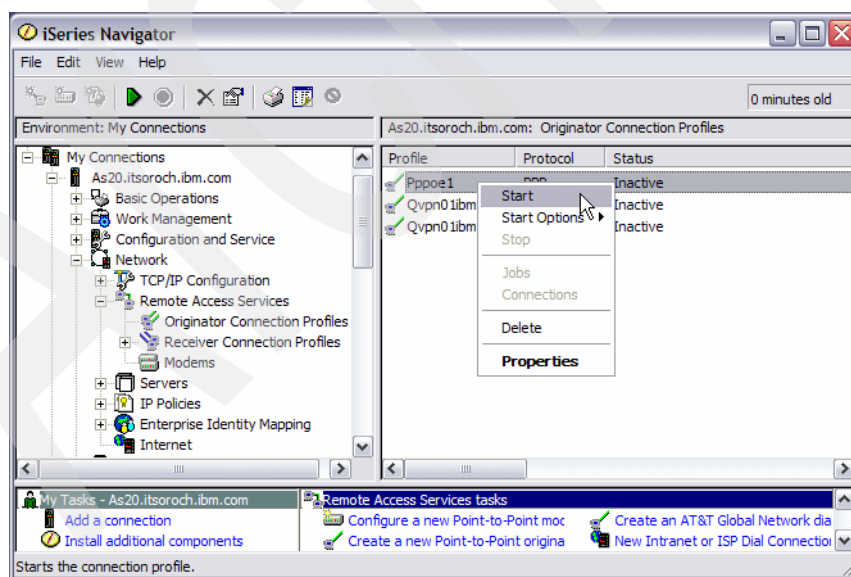 iSeries Navigator
File Edit View Help
0 minutes old
Environment: My Connections
As20.itsoroch.ibm.com: Originator Connection Profiles
My Connections
As20.itsoroch.ibm.com
Basic Operations
Work Management
Configuration and Service
Network
TCP/IP Configuration
Remote Access Services
Originator Connection Profiles
Receiver Connection Profiles
Modems
Servers
IP Policies
Enterprise Identity Mapping
Internet
Profile Protocol Status
Pppoe1 PPP Inactive
Qvpn01ibm Inactive
Qvpn01ibm Inactive
Start
Start Options
Stop
Jobs
Connections
Delete
Properties
My Tasks - As20.itsoroch.ibm.com
Add a connection
Install additional components
Remote Access Services tasks
Configure a new Point-to-Point moc
Create an AT&T Global Network dia
Create a new Point-to-Point origina
New Intranet or ISP Dial Connection
Starts the connection profile.